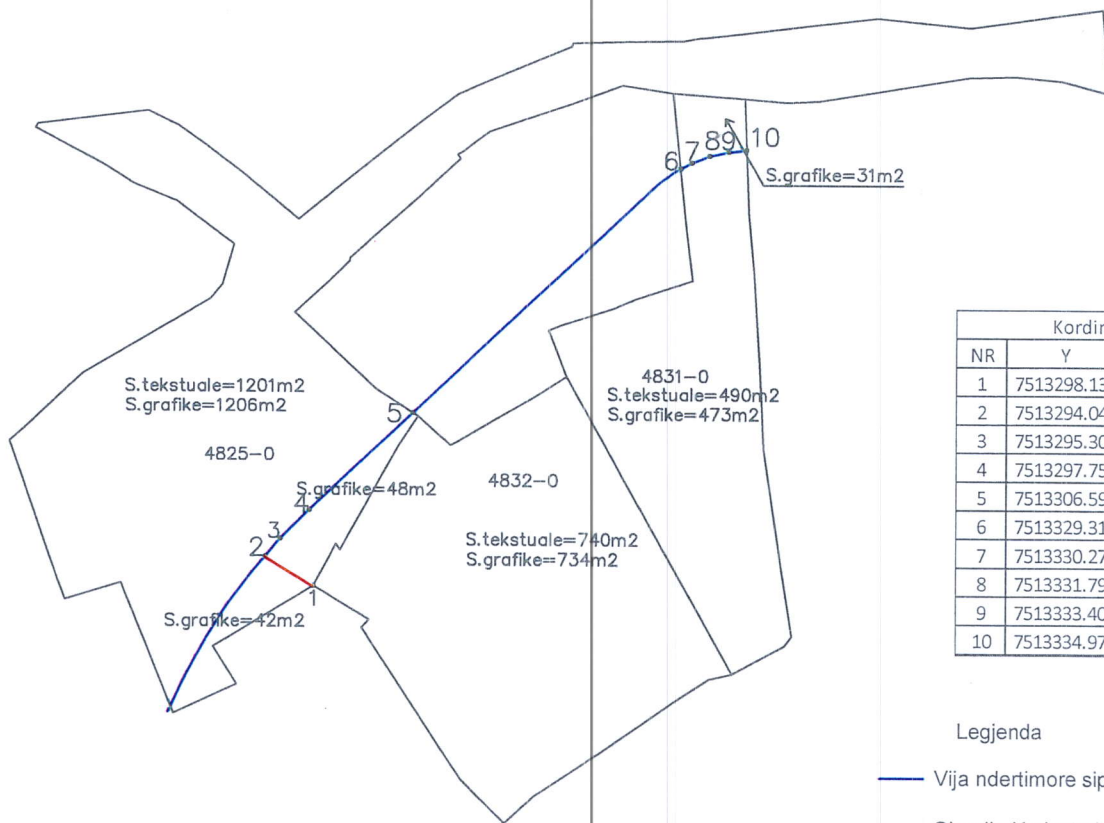 6 7 8 9 10
S.grafike=31m2
S.tekstuale=1201m2
S.grafike=1206m2
4825-0
5
4831-0
S.tekstuale=490m2
S.grafike=473m2
4
S.grafike=48m2
4832-0
3
2
S.tekstuale=740m2
S.grafike=734m2
1
S.grafike=42m2
NR Y
1 7513298.13
2 7513294.04
3 7513295.30
4 7513297.75
5 7513306.59
6 7513329.31
7 7513330.27
8 7513331.79
9 7513333.40
10 7513334.97
Legjenda
Vija ndertimore